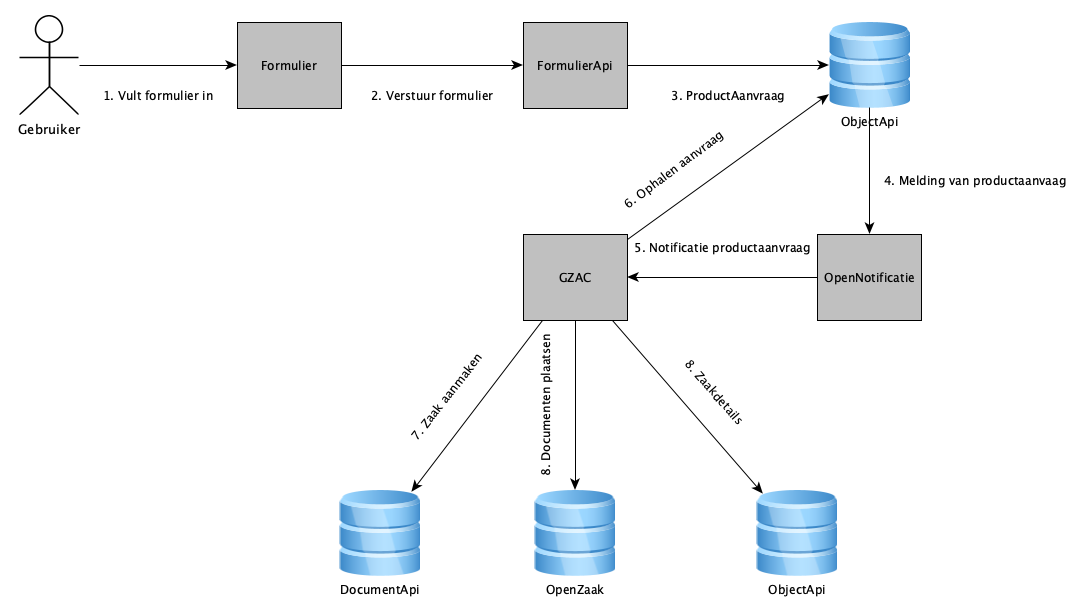 Formulier
FormulierApi
1. Vult formulier in
2. Verstuur formulier
3. ProductAanvraag
Gebruiker
ObjectApi
6. Ophalen aanvraag
4. Melding van productaanvaag
5. Notificatie productaanvraag
GZAC
OpenNotificatie
7. Zaak aanmaken
8. Documenten plaatsen
8. Zaakdetails
DocumentApi
OpenZaak
ObjectApi